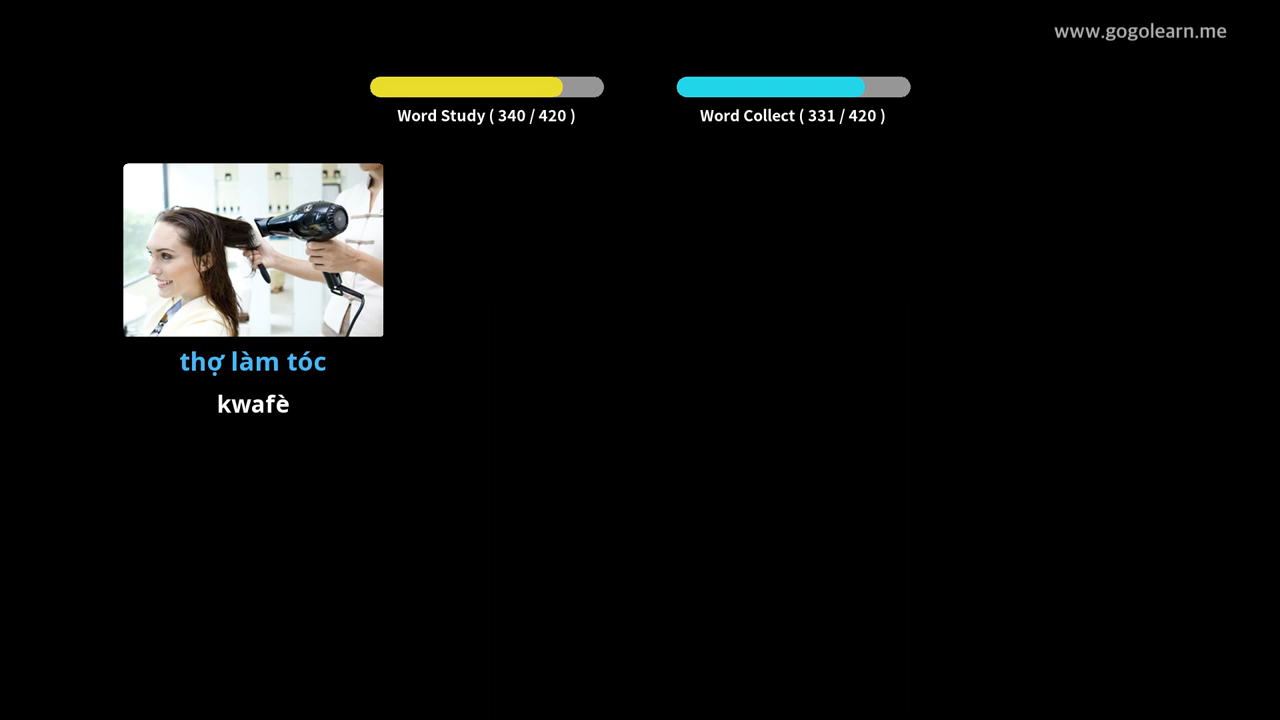 www.gogolearn.me
Word Study ( 340 / 420 )
Word Collect ( 331 / 420 )
thợ làm tóc
kwafè